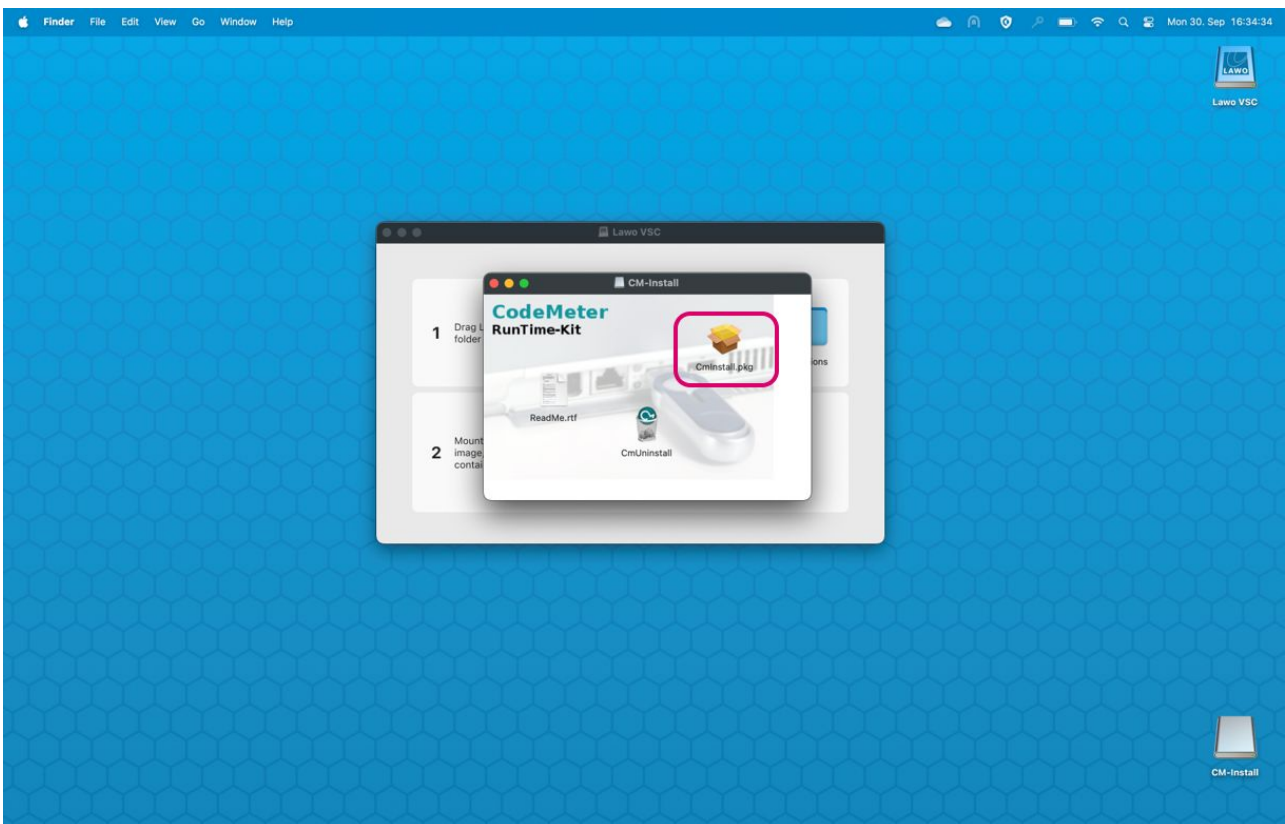 Finder File Edit View Go Window Help
Mon 30. Sep 16:34:34
LAWO
Lawo VSC
Lawo VSC
CM-Install
CodeMeter
RunTime-Kit
1
Drag L
folder
CmInstall.pkg
ions
ReadMe.rtf
CmUninstall
2
Mount
image,
contai
CM-Install